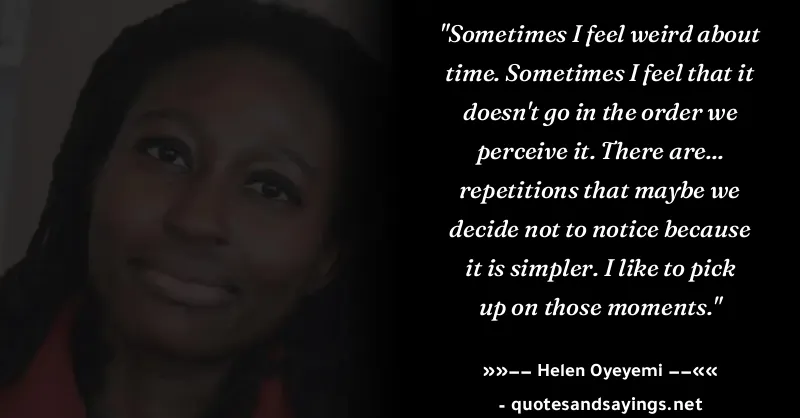 "Sometimes I feel weird about
time. Sometimes I feel that it
doesn't go in the order we
perceive it. There are...
repetitions that maybe we
decide not to notice because
it is simpler. I like to pick
up on those moments."
»»–– Helen Oyeyemi ––««
- quotesandsayings.net